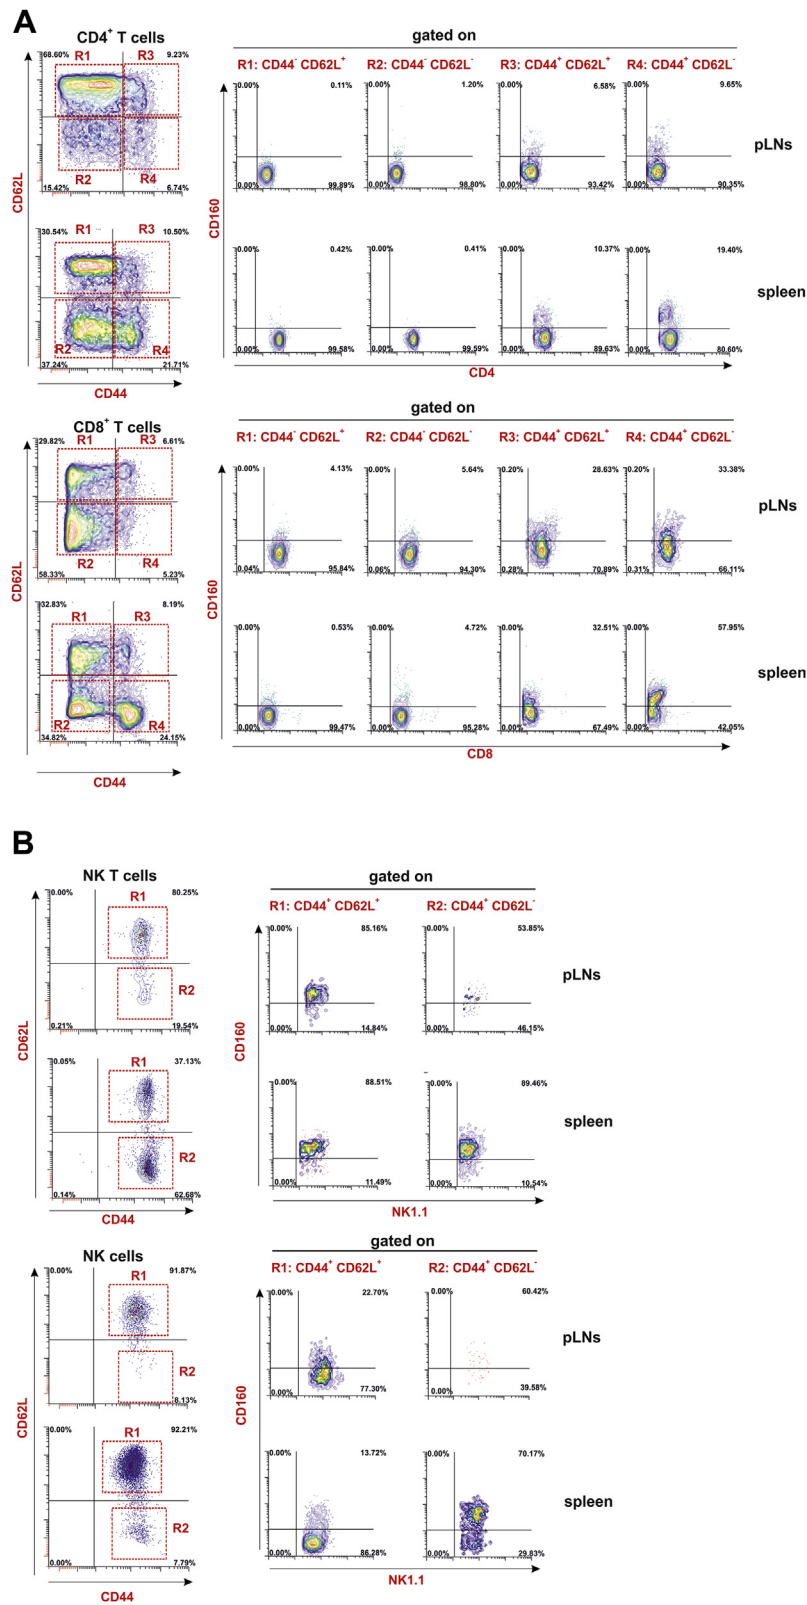 A
CD4+ T cells
gated on
68.60% R1 R3 9.23%
R1: CD44- CD62L+ R2: CD44- CD62L- R3: CD44+ CD62L+ R4: CD44+ CD62L-
0.00% 0.11% 0.00% 1.20% 0.00% 6.58% 0.00% 9.65%
pLNs
R2 R4
15.42% 6.74%
0.00% 99.89% 0.00% 98.80% 0.00% 93.42% 0.00% 90.35%
CD62L
CD160
30.54% R1 R3 10.50%
0.00% 0.42% 0.00% 0.41% 0.00% 10.37% 0.00% 19.40%
spleen
R2 R4
37.24% 21.71%
0.00% 99.58% 0.00% 99.59% 0.00% 89.63% 0.00% 80.60%
CD44
CD4
CD8+ T cells
gated on
29.82% R1 R3 6.61%
R1: CD44- CD62L+ R2: CD44- CD62L- R3: CD44+ CD62L+ R4: CD44+ CD62L-
0.00% 4.13% 0.00% 5.64% 0.20% 28.63% 0.20% 33.38%
pLNs
R2 R4
58.33% 5.23%
0.04% 95.84% 0.06% 94.30% 0.28% 70.89% 0.31% 66.11%
CD62L
CD160
32.83% 8.19%
R1 R3
0.00% 0.53% 0.00% 4.72% 0.00% 32.51% 0.00% 57.95%
spleen
R2 R4
34.82% 24.15%
0.00% 99.47% 0.00% 95.28% 0.00% 67.49% 0.00% 42.05%
CD44
CD8
B
NK T cells
gated on
0.00% R1 80.25%
R1: CD44+ CD62L+ R2: CD44+ CD62L-
0.00% 85.16% 0.00% 53.85%
pLNs
R2
0.21% 19.54%
0.00% 14.84% 0.00% 46.15%
CD62L
CD160
0.05% R1 37.13%
0.00% 88.51% 0.00% 89.46%
spleen
R2
0.14% 62.68%
0.00% 11.49% 0.00% 10.54%
CD44
NK1.1
NK cells
gated on
0.00% R1 91.87%
R1: CD44+ CD62L+ R2: CD44+ CD62L-
0.00% 22.70% 0.00% 60.42%
pLNs
R2
8.13%
0.00% 77.30% 0.00% 39.58%
CD62L
CD160
0.00% R1 92.21%
0.00% 13.72% 0.00% 70.17%
spleen
R2
0.00% 7.79%
0.00% 86.28% 0.00% 29.83%
CD44
NK1.1